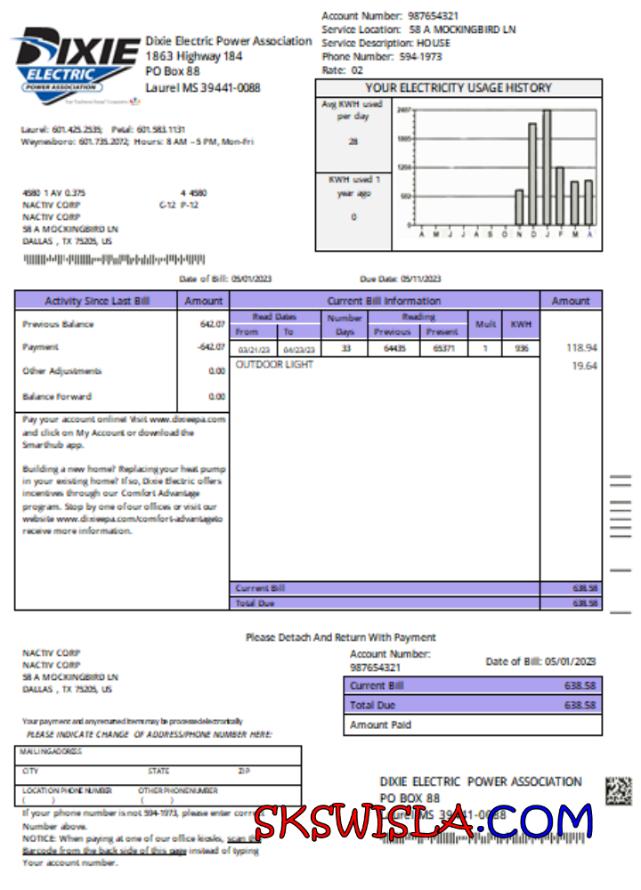 Account Number: 987654321
Service Location: 58 A MOCKINGBIRD LN
Service Description: HOUSE
Phone Number: 594-1973
Rate: 02
DIXIE
ELECTRIC
POWER ASSOCIATION
Dixie Electric Power Association
1863 Highway 184
PO Box 88
Laurel MS 39441-0088
YOUR ELECTRICITY USAGE HISTORY
Avg KWH used
per day
28
KWH used 1
year ago
0
A M J J A S O N D J F M A
Laurel: 601.425.2535; Petal: 601.583.1131
Waynesboro: 601.735.2072; Hours: 8 AM - 5 PM, Mon-Fri
4580 1 AV 0.375 4 4580
NACTIV CORP C-12 P-12
NACTIV CORP
58 A MOCKINGBIRD LN
DALLAS , TX 75205, US
Date of Bill: 05/01/2023 Due Date: 05/11/2023
Activity Since Last Bill Amount Current Bill Information Amount
Read Dates Number Reading Mult KWH
From To Days Previous Present
Previous Balance 642.07
Payment -642.07 03/21/23 04/23/23 33 64435 65371 1 936 118.94
OUTDOOR LIGHT 19.64
Other Adjustments 0.00
Balance Forward 0.00
Pay your account online! Visit www.dixieepa.com
and click on My Account or download the
Smarthub app.
Building a new home? Replacing your heat pump
in your existing home? If so, Dixie Electric offers
incentives through our Comfort Advantage
program. Stop by one of our offices or visit our
website www.dixieepa.com/comfort-advantageto
receive more information.
Current Bill 638.58
Total Due 638.58
Please Detach And Return With Payment
NACTIV CORP
NACTIV CORP
58 A MOCKINGBIRD LN
DALLAS , TX 75205, US
Account Number:
987654321
Date of Bill: 05/01/2023
Current Bill 638.58
Total Due 638.58
Amount Paid
Your payment and any returned items may be processed electronically
PLEASE INDICATE CHANGE OF ADDRESS/PHONE NUMBER HERE:
MAILING ADDRESS
CITY STATE ZIP
LOCATION PHONE NUMBER OTHER PHONE NUMBER
( ) ( )
If your phone number is not 594-1973, please enter correct
Number above.
NOTICE: When paying at one of our office kiosks, scan the
Barcode from the back side of this page instead of typing
Your account number.
DIXIE ELECTRIC POWER ASSOCIATION
PO BOX 88
Laurel MS 39441-0088
SKSWISLA.COM